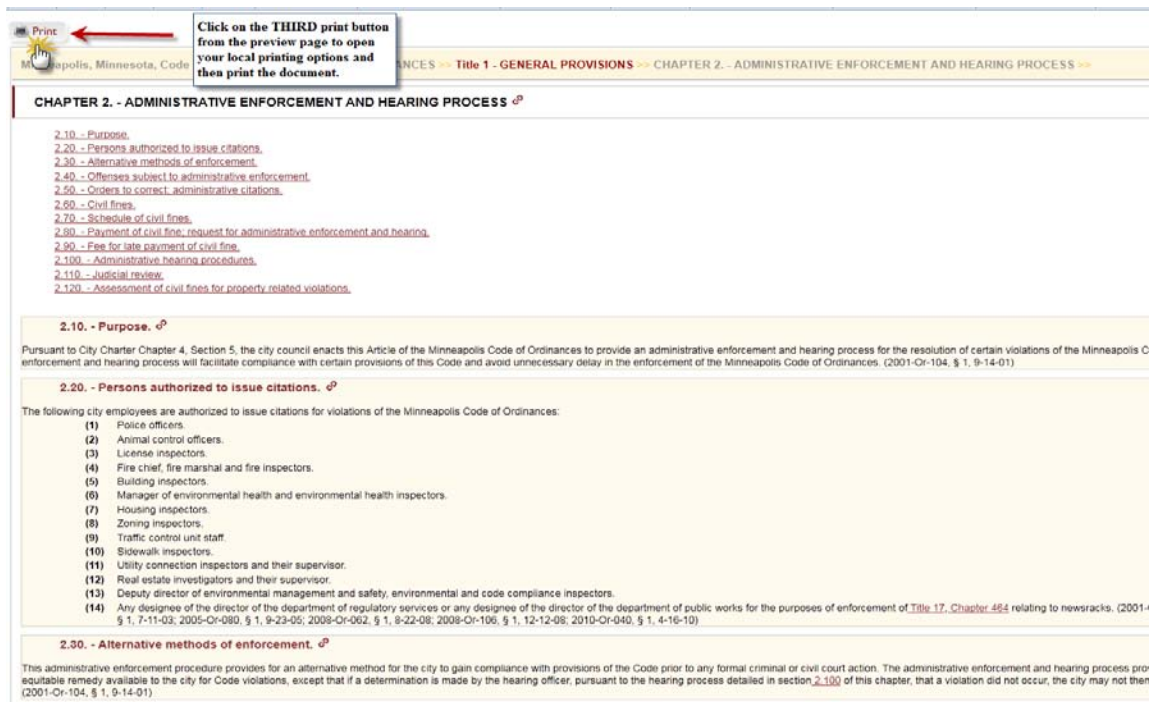 Print
Click on the THIRD print button
from the preview page to open
your local printing options and
then print the document.
apolis, Minnesota, Code NCES >> Title 1 - GENERAL PROVISIONS >> CHAPTER 2. - ADMINISTRATIVE ENFORCEMENT AND HEARING PROCESS >>
CHAPTER 2. - ADMINISTRATIVE ENFORCEMENT AND HEARING PROCESS
2.10. - Purpose.
2.20. - Persons authorized to issue citations.
2.30. - Alternative methods of enforcement.
2.40. - Offenses subject to administrative enforcement.
2.50. - Orders to correct; administrative citations.
2.60. - Civil fines.
2.70. - Schedule of civil fines.
2.80. - Payment of civil fine; request for administrative enforcement and hearing.
2.90. - Fee for late payment of civil fine.
2.100. - Administrative hearing procedures.
2.110. - Judicial review.
2.120. - Assessment of civil fines for property related violations.
2.10. - Purpose.
Pursuant to City Charter Chapter 4, Section 5, the city council enacts this Article of the Minneapolis Code of Ordinances to provide an administrative enforcement and hearing process for the resolution of certain violations of the Minneapolis C
enforcement and hearing process will facilitate compliance with certain provisions of this Code and avoid unnecessary delay in the enforcement of the Minneapolis Code of Ordinances. (2001-Or-104, § 1, 9-14-01)
2.20. - Persons authorized to issue citations.
The following city employees are authorized to issue citations for violations of the Minneapolis Code of Ordinances:
(1) Police officers.
(2) Animal control officers.
(3) License inspectors.
(4) Fire chief, fire marshal and fire inspectors.
(5) Building inspectors.
(6) Manager of environmental health and environmental health inspectors.
(7) Housing inspectors.
(8) Zoning inspectors.
(9) Traffic control unit staff.
(10) Sidewalk inspectors.
(11) Utility connection inspectors and their supervisor.
(12) Real estate investigators and their supervisor.
(13) Deputy director of environmental management and safety, environmental and code compliance inspectors.
(14) Any designee of the director of the department of regulatory services or any designee of the director of the department of public works for the purposes of enforcement of Title 17, Chapter 464 relating to newsracks. (2001-
§ 1, 7-11-03; 2005-Or-080, § 1, 9-23-05; 2008-Or-062, § 1, 8-22-08; 2008-Or-106, § 1, 12-12-08; 2010-Or-040, § 1, 4-16-10)
2.30. - Alternative methods of enforcement.
This administrative enforcement procedure provides for an alternative method for the city to gain compliance with provisions of the Code prior to any formal criminal or civil court action. The administrative enforcement and hearing process pro
equitable remedy available to the city for Code violations, except that if a determination is made by the hearing officer, pursuant to the hearing process detailed in section 2.100 of this chapter, that a violation did not occur, the city may not then
(2001-Or-104, § 1, 9-14-01)